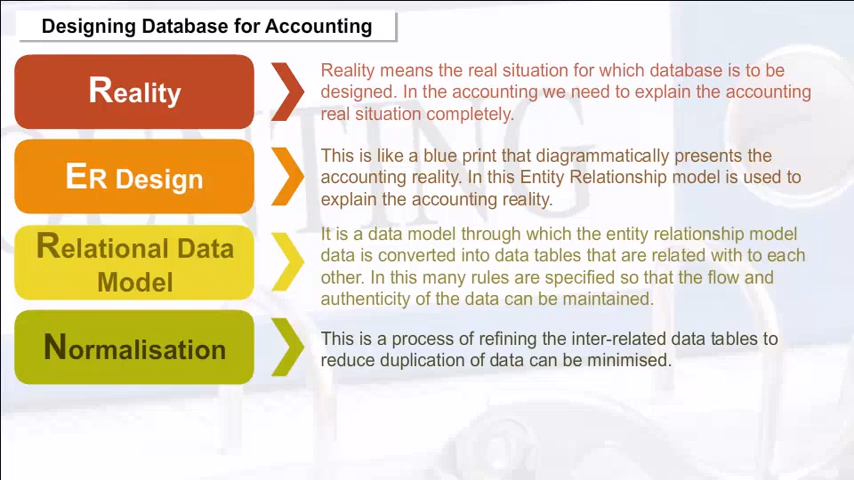 Designing Database for Accounting
Reality
Reality means the real situation for which database is to be
designed. In the accounting we need to explain the accounting
real situation completely.
ER Design
This is like a blue print that diagrammatically presents the
accounting reality. In this Entity Relationship model is used to
explain the accounting reality.
Relational Data
Model
It is a data model through which the entity relationship model
data is converted into data tables that are related with to each
other. In this many rules are specified so that the flow and
authenticity of the data can be maintained.
Normalisation
This is a process of refining the inter-related data tables to
reduce duplication of data can be minimised.